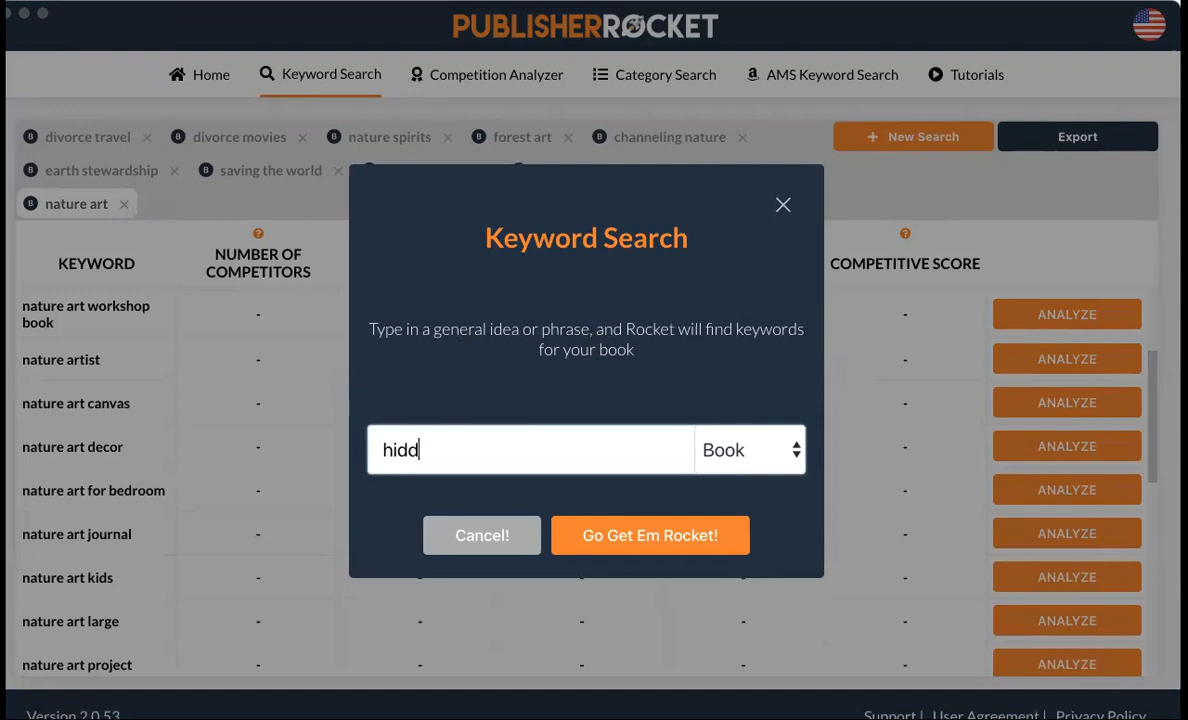 PUBLISHERROCKET
Home Keyword Search Competition Analyzer Category Search AMS Keyword Search Tutorials
B divorce travel B divorce movies B nature spirits B forest art B channeling nature + New Search Export
B earth stewardship B saving the world
B nature art
KEYWORD
? NUMBER OF COMPETITORS
? COMPETITIVE SCORE
nature art workshop book - - ANALYZE
nature artist - - ANALYZE
nature art canvas - - ANALYZE
nature art decor - - ANALYZE
nature art for bedroom - - ANALYZE
nature art journal - - ANALYZE
nature art kids - - - - - ANALYZE
nature art large - - - - - ANALYZE
nature art project - - - - - ANALYZE
Keyword Search
Type in a general idea or phrase, and Rocket will find keywords
for your book
hidd Book
Cancel! Go Get Em Rocket!
Version 2.0.53 Support | User Agreement | Privacy Policy